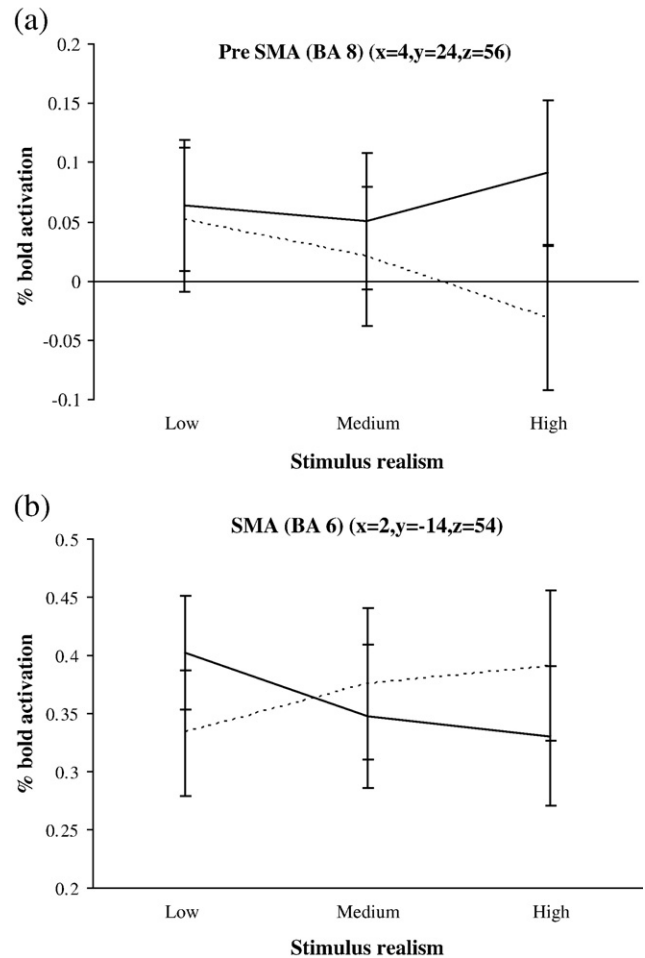 (a)
Pre SMA (BA 8) (x=4,y=24,z=56)
% bold activation
0.2
0.15
0.1
0.05
0
-0.05
-0.1
Low Medium High
Stimulus realism
(b)
SMA (BA 6) (x=2,y=-14,z=54)
% bold activation
0.5
0.45
0.4
0.35
0.3
0.25
0.2
Low Medium High
Stimulus realism